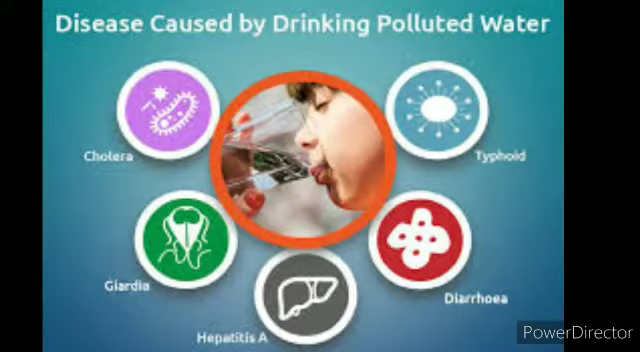 Disease Caused by Drinking Polluted Water
Cholera
Typhoid
Giardia
Diarrhoea
Hepatitis A
PowerDirector